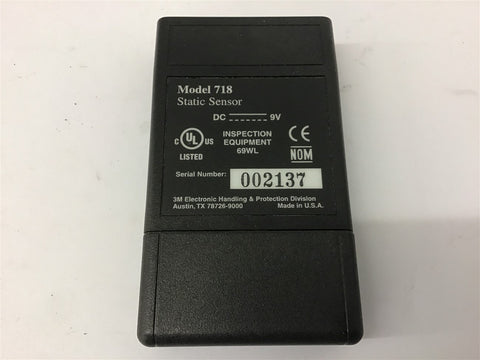 Model 718
Static Sensor
DC 9V
C UL US
LISTED
INSPECTION
EQUIPMENT
69WL
CE
NOM
Serial Number: 002137
3M Electronic Handling & Protection Division
Austin, TX 78726-9000 Made in U.S.A.